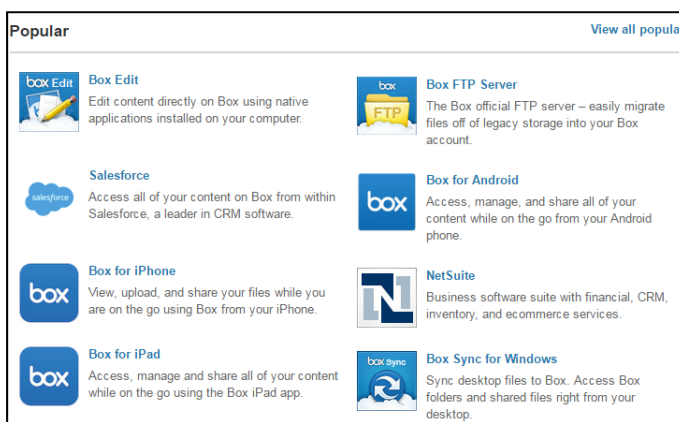 Popular
View all popula
box Edit
Box Edit
Edit content directly on Box using native
applications installed on your computer.
box
FTP
Box FTP Server
The Box official FTP server – easily migrate
files off of legacy storage into your Box
account.
salesforce
Salesforce
Access all of your content on Box from within
Salesforce, a leader in CRM software.
box
Box for Android
Access, manage, and share all of your
content while on the go from your Android
phone.
box
Box for iPhone
View, upload, and share your files while you
are on the go using Box from your iPhone.
N
NetSuite
Business software suite with financial, CRM,
inventory, and ecommerce services.
box
Box for iPad
Access, manage and share all of your content
while on the go using the Box iPad app.
box sync
Box Sync for Windows
Sync desktop files to Box. Access Box
folders and shared files right from your
desktop.